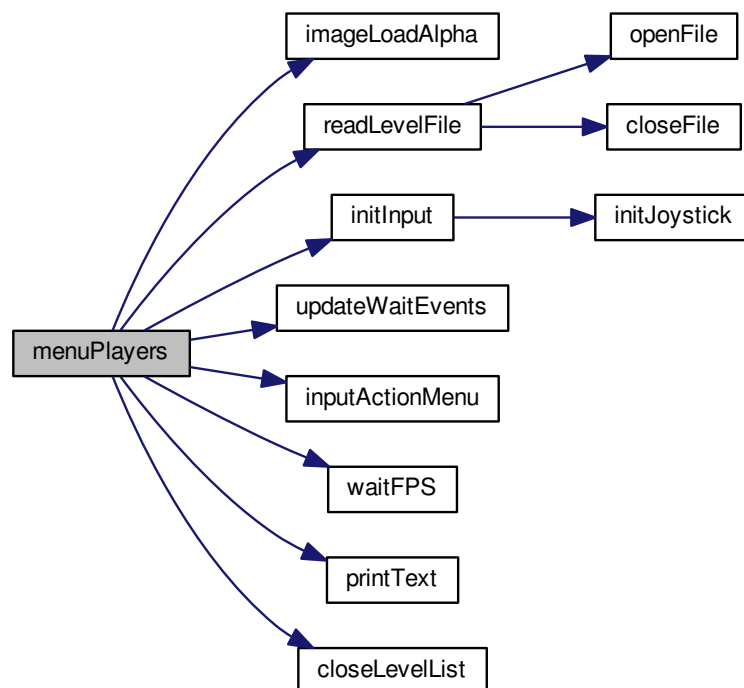 imageLoadAlpha
openFile
readLevelFile
closeFile
initInput
initJoystick
updateWaitEvents
menuPlayers
inputActionMenu
waitFPS
printText
closeLevelList